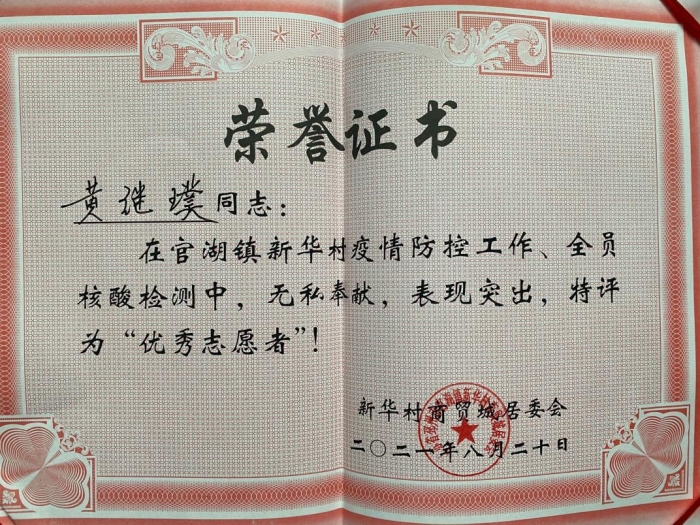 荣誉证书
黄继璞同志：
在官湖镇新华村疫情防控工作、全员
核酸检测中，无私奉献，表现突出，特评
为“优秀志愿者”！
新华村商贸城居委会
二〇二一年八月二十日